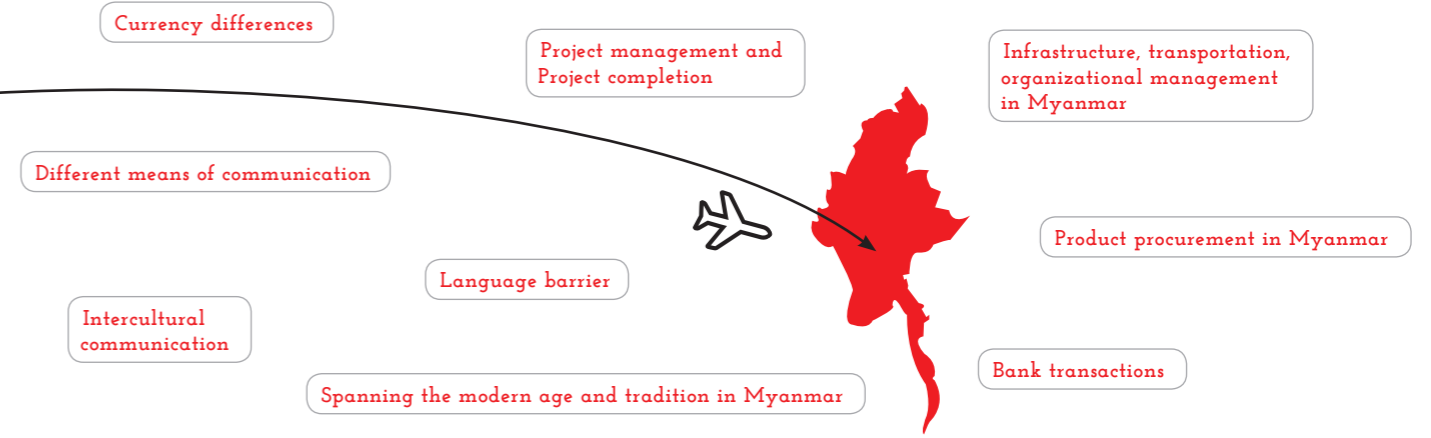 Currency differences
Project management and
Project completion
Infrastructure, transportation,
organizational management
in Myanmar
Different means of communication
Product procurement in Myanmar
Language barrier
Intercultural
communication
Bank transactions
Spanning the modern age and tradition in Myanmar